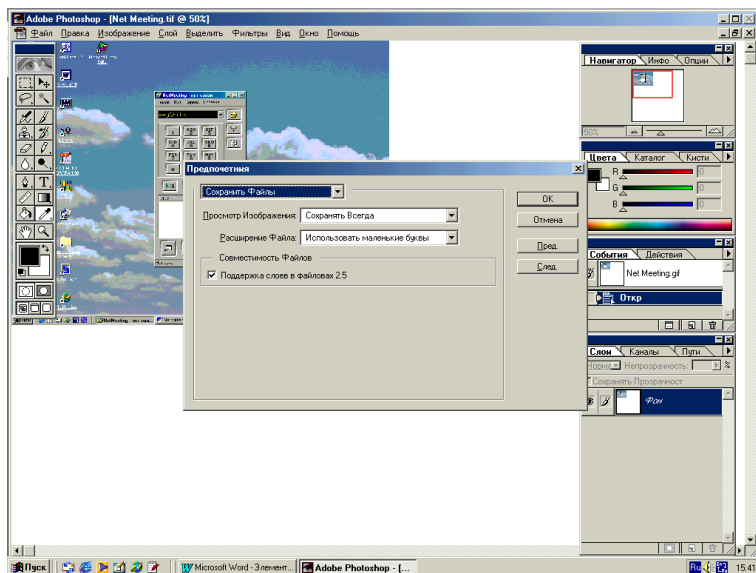 Adobe Photoshop - [Net Meeting.tif @ 50%]
Файл Правка Изображение Слой Выделить Фильтры Вид Окно Помощь
Навигатор Инфо Опции
50%
Цвета Каталог Кисти
R 0
G 0
B 0
События Действия
Net Meeting.gif
Откр
Слои Каналы Пути
Непрозрачность: %
Сохранять Прозрачност
Фон
Предпочетния
Сохранить Файлы
Просмотр Изображения: Сохранять Всегда
Расширение Файла: Использовать маленькие буквы
Совместимость Файлов
Поддержка слоев в файловах 2.5
OK
Отмена
Пред.
След.
Пуск
Microsoft Word - Элемент...
Adobe Photoshop - [...
Ru
15:41